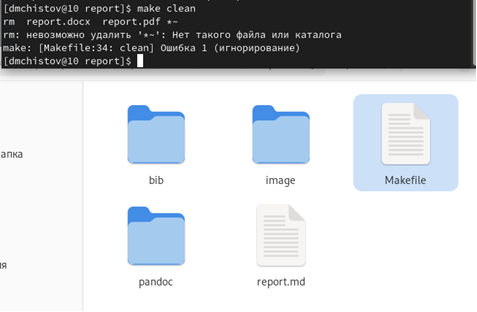 [dmchistov@10 report]$ make clean
rm  report.docx  report.pdf *~
rm: невозможно удалить '*~': Нет такого файла или каталога
make: [Makefile:34: clean] Ошибка 1 (игнорирование)
[dmchistov@10 report]$
bib
image
Makefile
апка
pandoc
report.md
ия